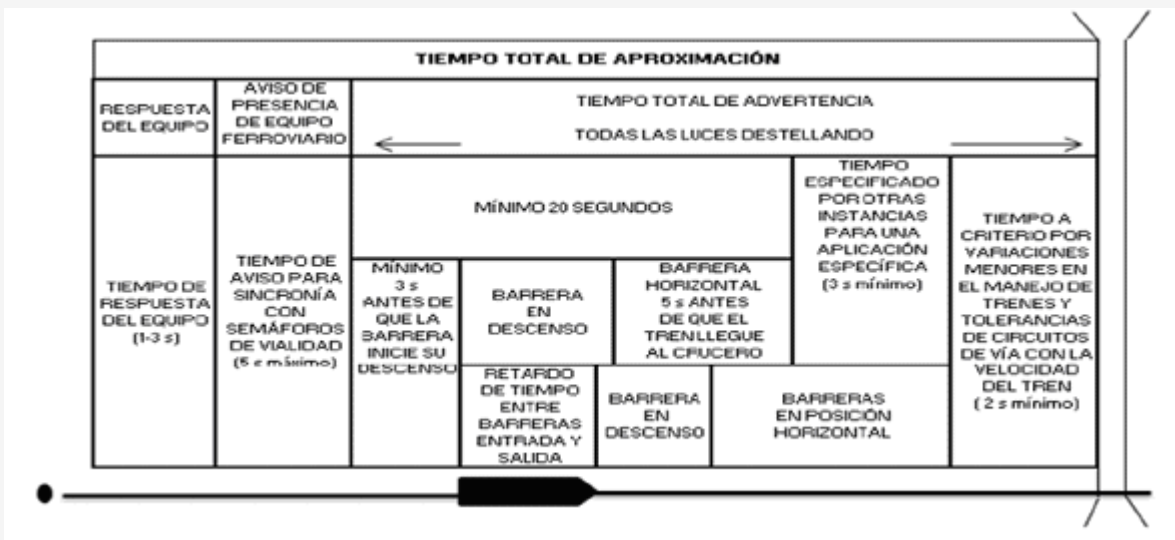 TIEMPO TOTAL DE APROXIMACIÓN
RESPUESTA
DEL EQUIPO
AVISO DE
PRESENCIA
DE EQUIPO
FERROVIARIO
TIEMPO TOTAL DE ADVERTENCIA
TODAS LAS LUCES DESTELLANDO
TIEMPO DE
RESPUESTA
DEL EQUIPO
(1-3 s)
TIEMPO DE
AVISO PARA
SINCRONÍA
CON
SEMÁFOROS
DE VIALIDAD
(5 s máximo)
MÍNIMO 20 SEGUNDOS
MÍNIMO
3 s
ANTES DE
QUE LA
BARRERA
INICIE SU
DESCENSO
BARRERA
EN
DESCENSO
BARRERA
HORIZONTAL
5 s ANTES
DE QUE EL
TREN LLEGUE
AL CRUCERO
RETARDO
DE TIEMPO
ENTRE
BARRERAS
ENTRADA Y
SALIDA
BARRERA
EN
DESCENSO
BARRERAS
EN POSICIÓN
HORIZONTAL
TIEMPO
ESPECIFICADO
POR OTRAS
INSTANCIAS
PARA UNA
APLICACIÓN
ESPECÍFICA
(3 s mínimo)
TIEMPO A
CRITERIO POR
VARIACIONES
MENORES EN
EL MANEJO DE
TRENES Y
TOLERANCIAS
DE CIRCUITOS
DE VÍA CON LA
VELOCIDAD
DEL TREN
( 2 s mínimo)